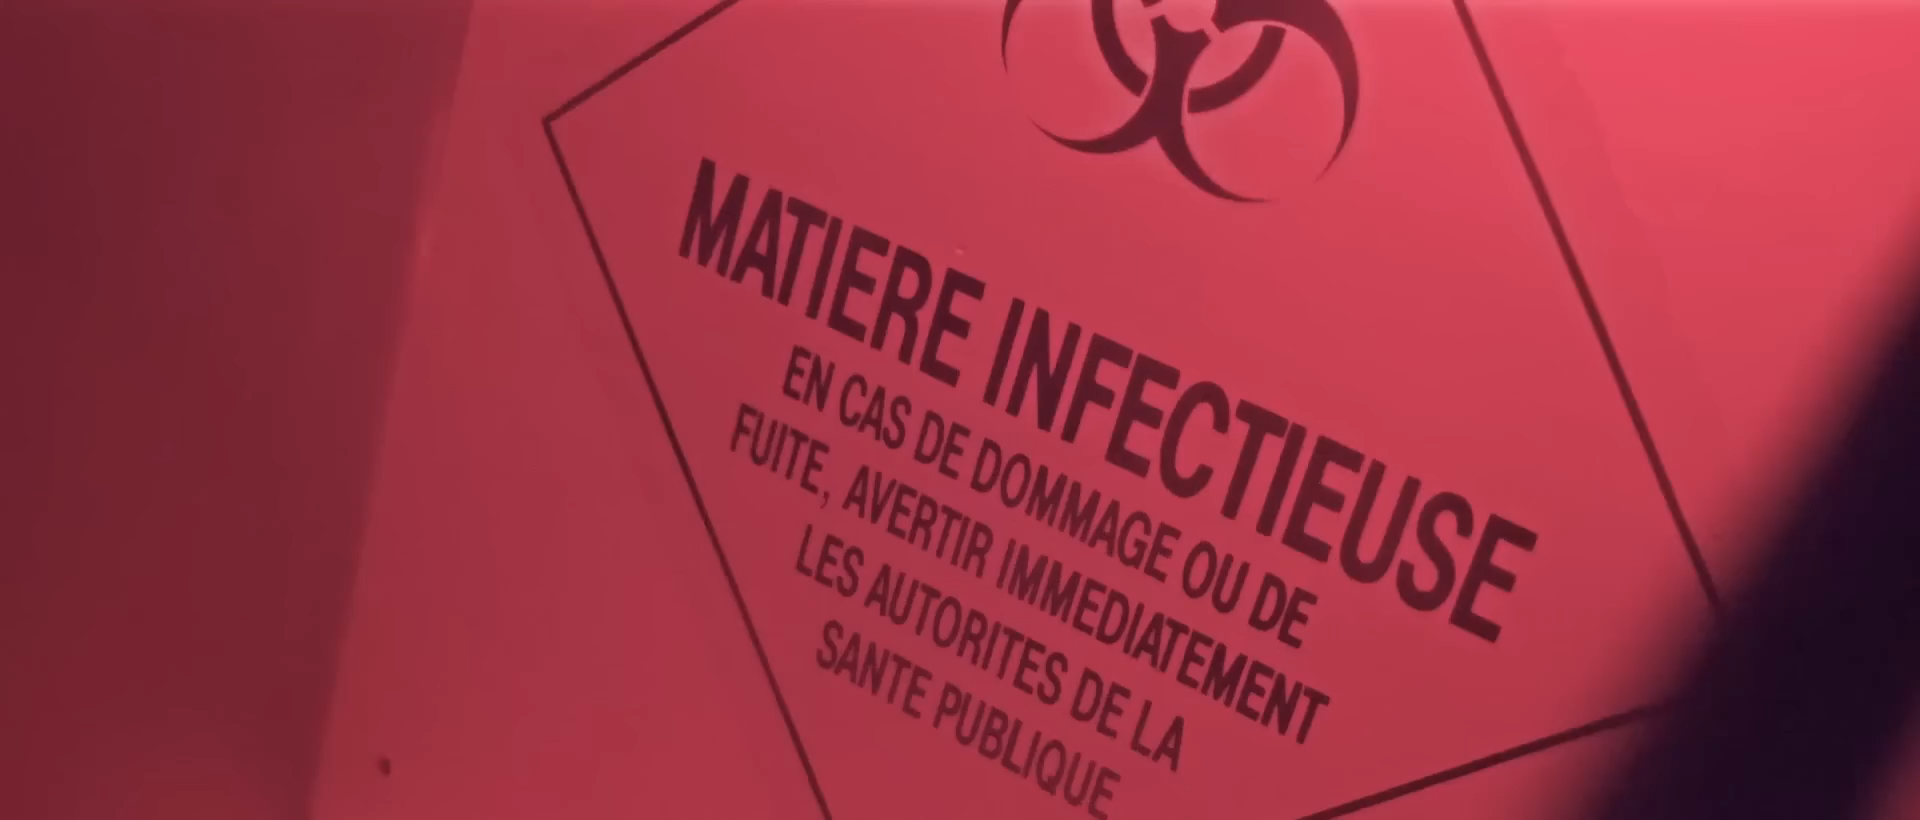 MATIERE INFECTIEUSE
EN CAS DE DOMMAGE OU DE
FUITE, AVERTIR IMMEDIATEMENT
LES AUTORITES DE LA
SANTE PUBLIQUE